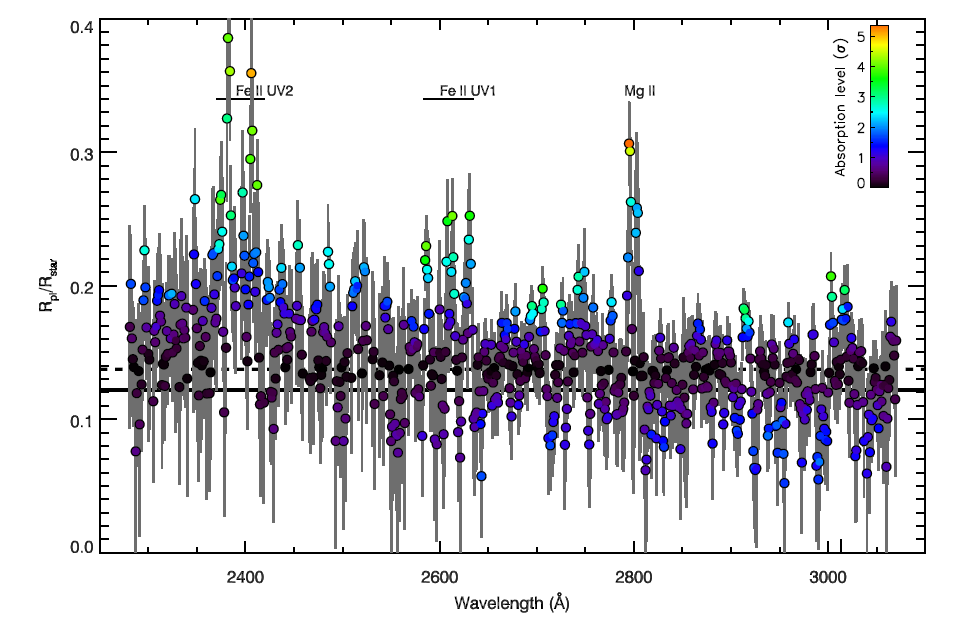 0.4
0.3
0.2
0.1
0.0
Rpl/Rstar
Fe II UV2
Fe II UV1
Mg II
Absorption level (σ)
5
4
3
2
1
0
2400
2600
2800
3000
Wavelength (Å)